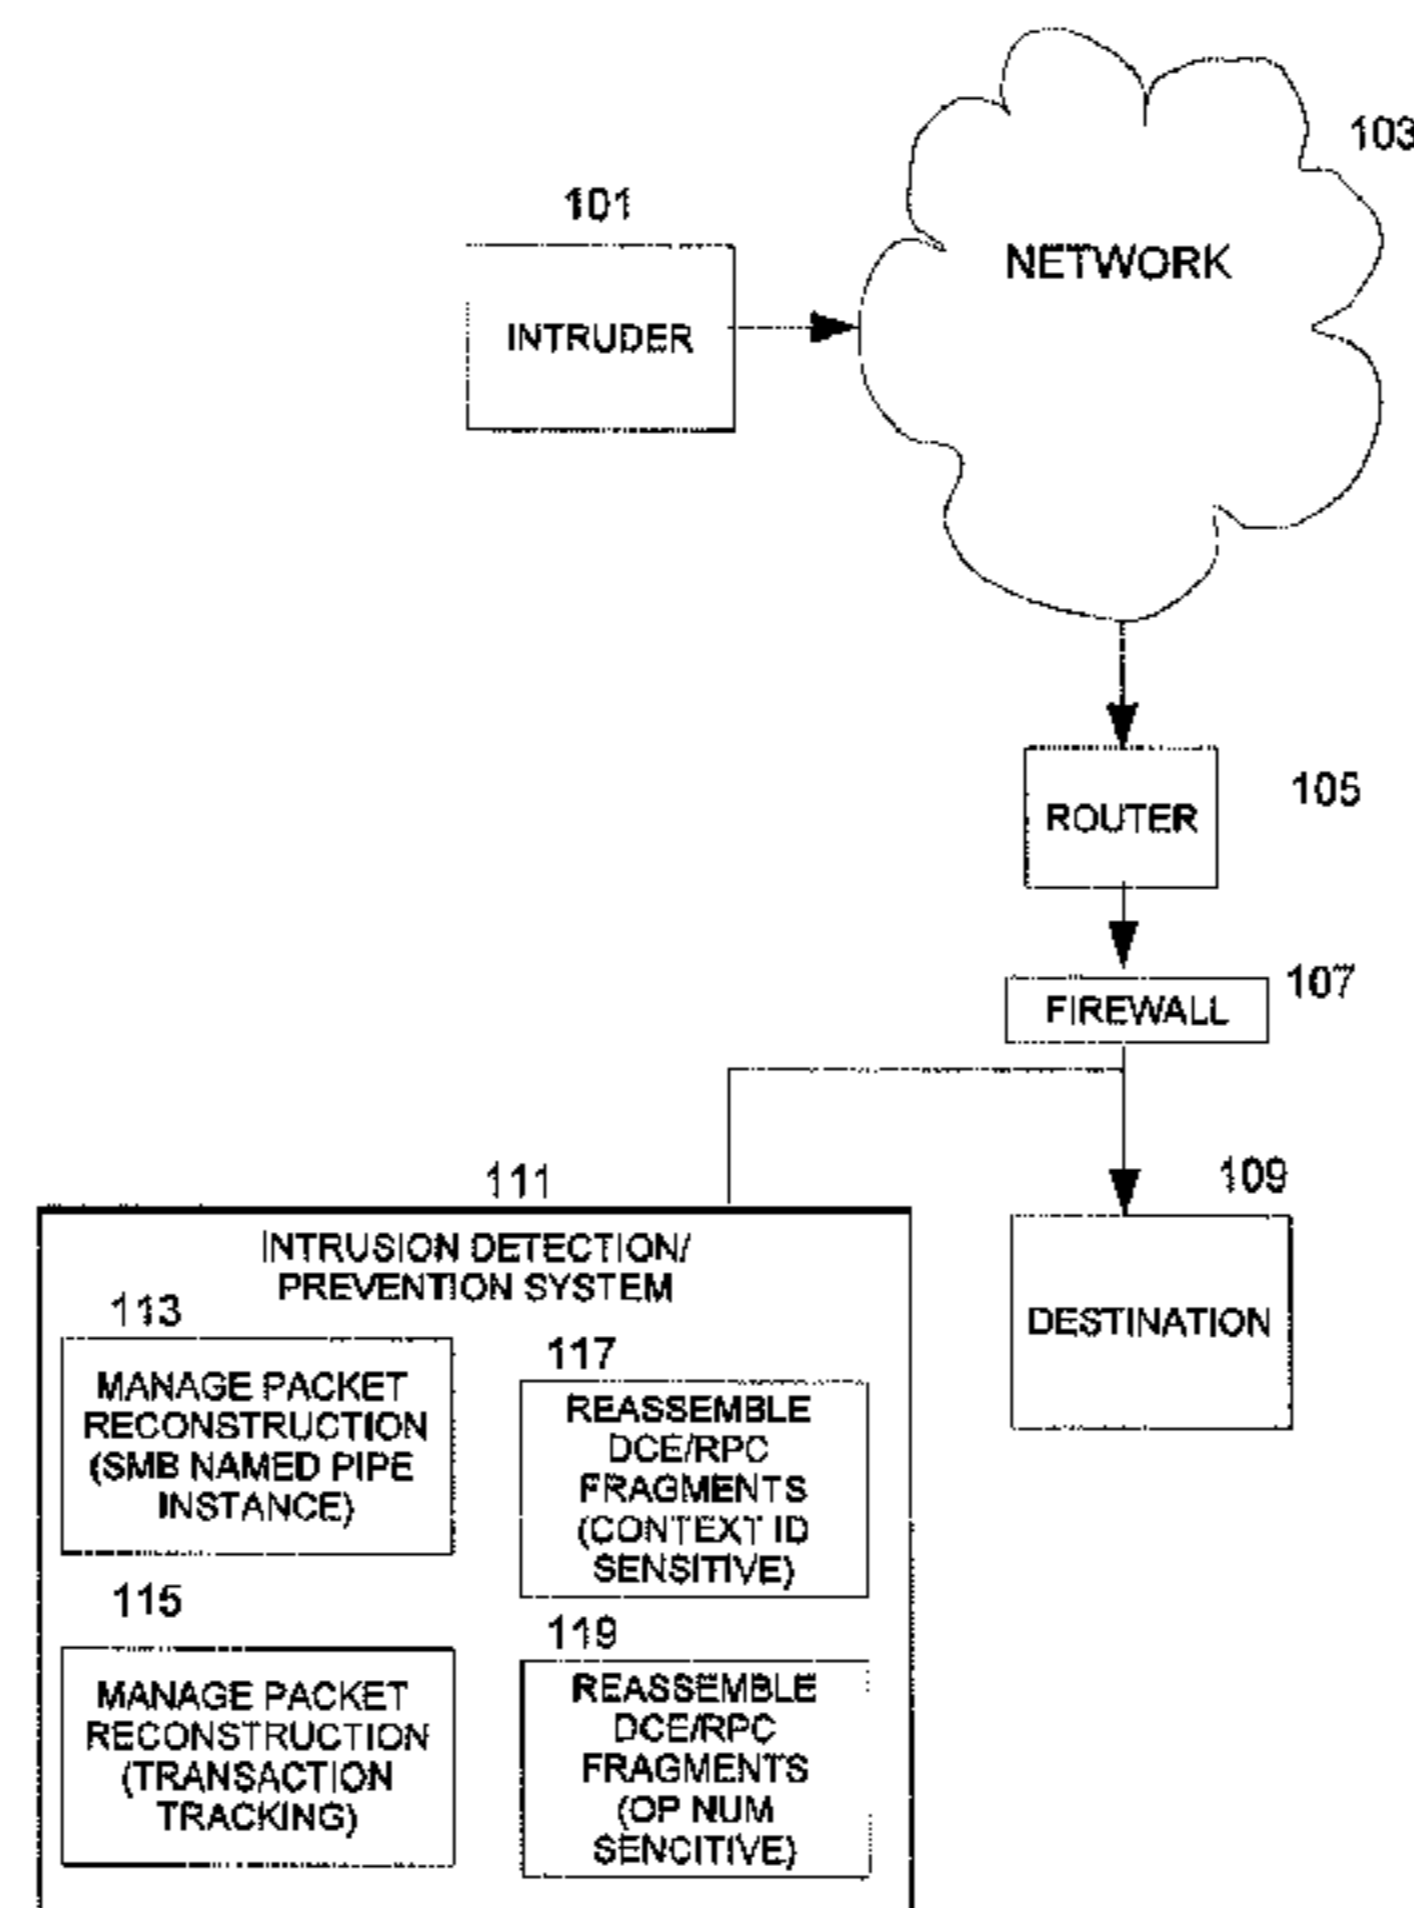 103
101
NETWORK
INTRUDER
105
ROUTER
107
FIREWALL
111
109
INTRUSION DETECTION/
PREVENTION SYSTEM
DESTINATION
113
MANAGE PACKET
RECONSTRUCTION
(SMB NAMED PIPE
INSTANCE)
117
REASSEMBLE
DCE/RPC
FRAGMENTS
(CONTEXT ID
SENSITIVE)
115
MANAGE PACKET
RECONSTRUCTION
(TRANSACTION
TRACKING)
119
REASSEMBLE
DCE/RPC
FRAGMENTS
(OP NUM
SENCITIVE)